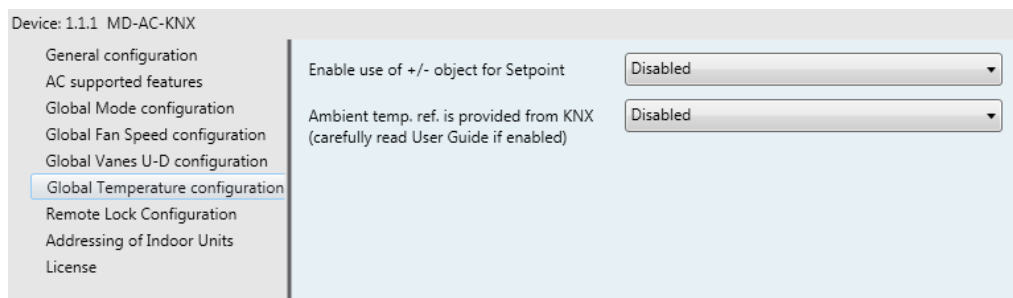 Device: 1.1.1 MD-AC-KNX
General configuration
AC supported features
Global Mode configuration
Global Fan Speed configuration
Global Vanes U-D configuration
Global Temperature configuration
Remote Lock Configuration
Addressing of Indoor Units
License
Enable use of +/- object for Setpoint
Disabled
Ambient temp. ref. is provided from KNX
(carefully read User Guide if enabled)
Disabled